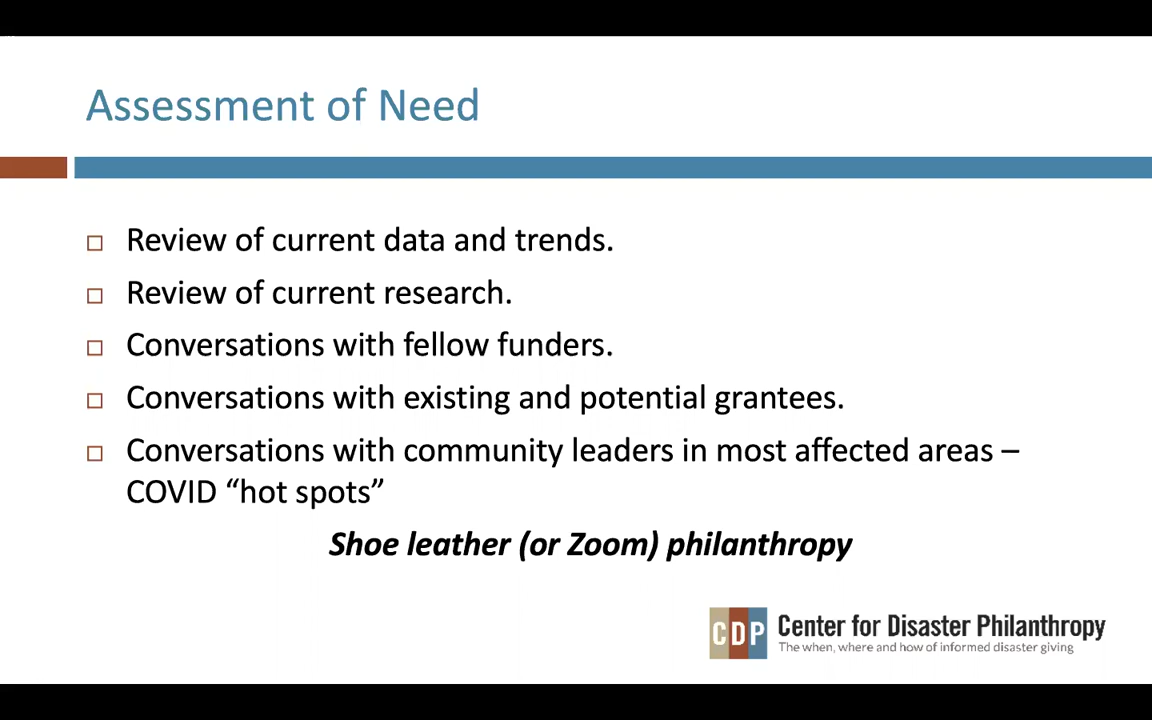 Assessment of Need
□ Review of current data and trends.
□ Review of current research.
□ Conversations with fellow funders.
□ Conversations with existing and potential grantees.
□ Conversations with community leaders in most affected areas –
COVID “hot spots”
Shoe leather (or Zoom) philanthropy
CDP Center for Disaster Philanthropy
The when, where and how of informed disaster giving